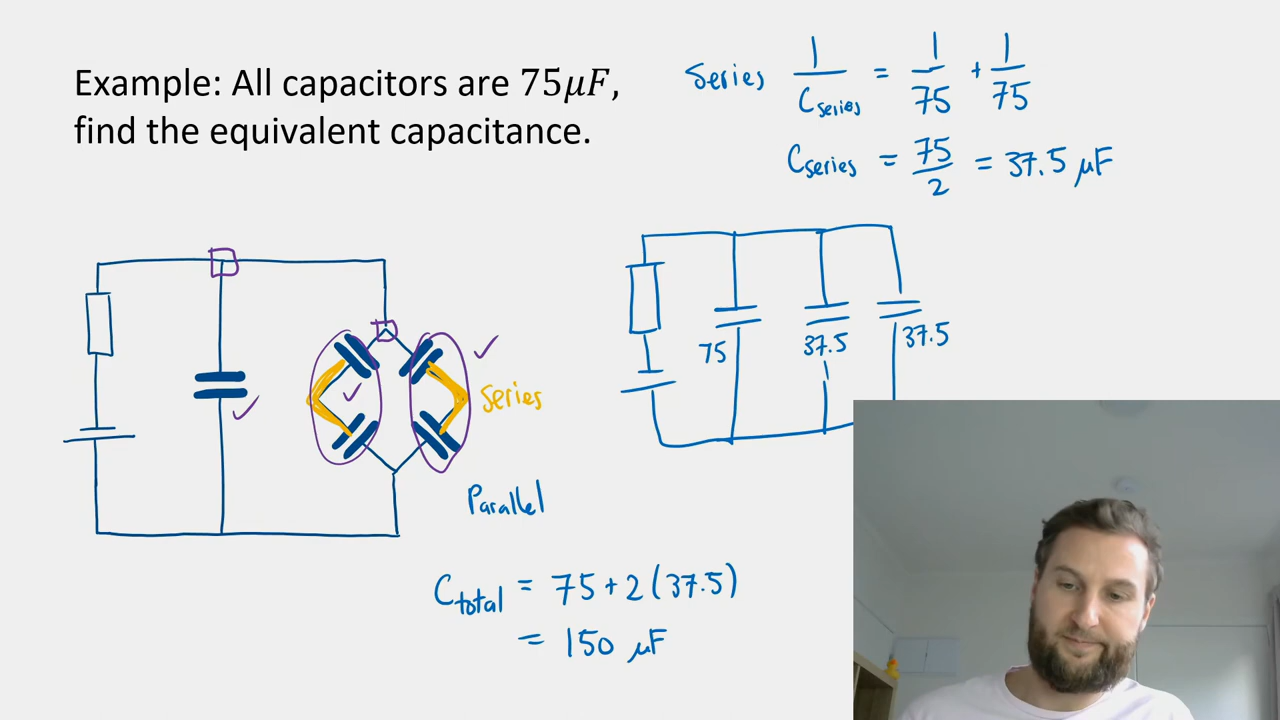 Example: All capacitors are 75μF,
find the equivalent capacitance.
Series 1/C_series = 1/75 + 1/75
C_series = 75/2 = 37.5 μF
75
37.5
37.5
Series
Parallel
C_total = 75+2(37.5)
= 150 μF